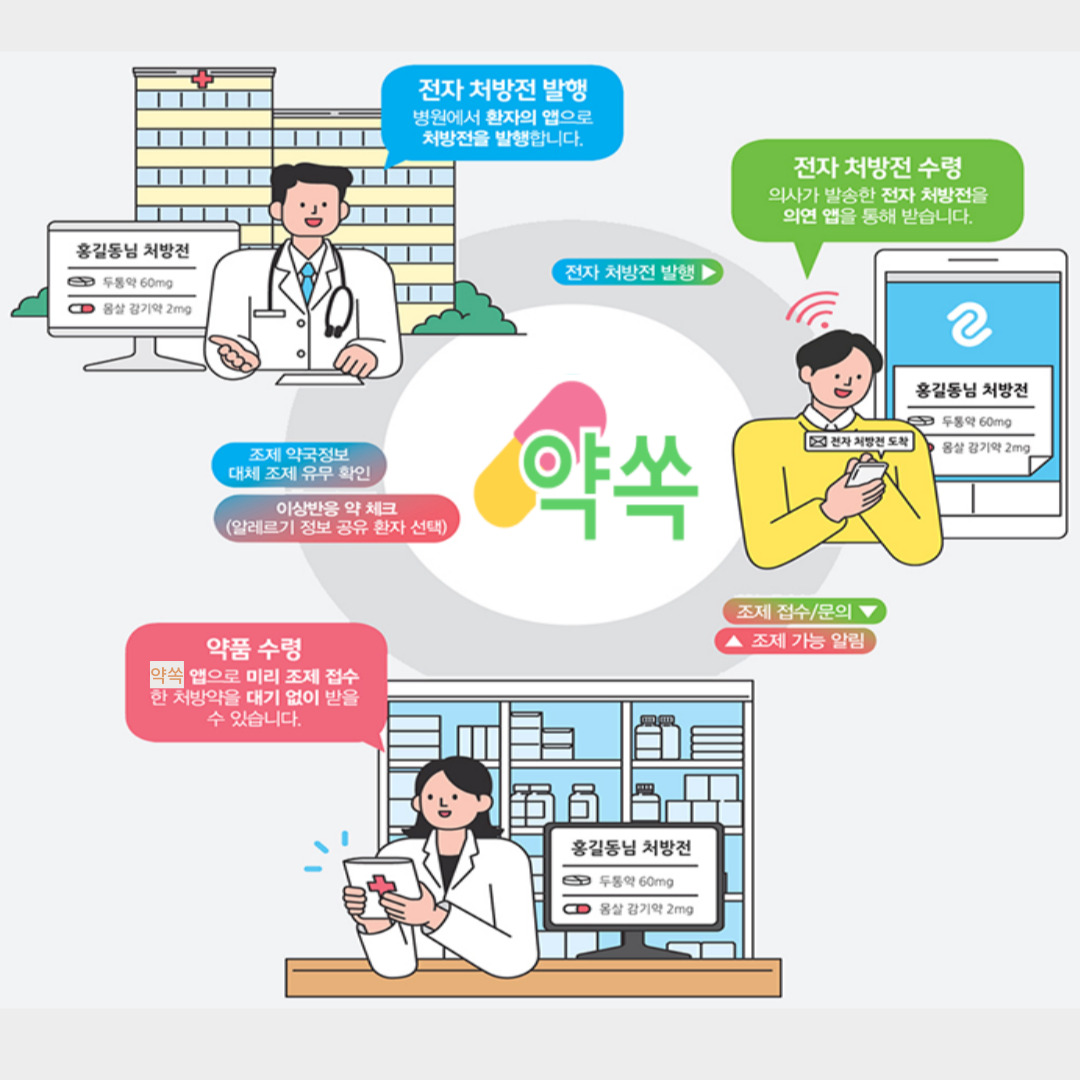 전자 처방전 발행
병원에서 환자의 앱으로
처방전을 발행합니다.
전자 처방전 수령
의사가 발송한 전자 처방전을
의연 앱을 통해 받습니다.
홍길동님 처방전
두통약 60mg
몸살 감기약 2mg
전자 처방전 발행 ▶
홍길동님 처방전
두통약 60mg
몸살 감기약 2mg
전자 처방전 도착
약쏙
조제 약국정보
대체 조제 유무 확인
이상반응 약 체크
(알레르기 정보 공유 환자 선택)
조제 접수/문의 ▼
▲ 조제 가능 알림
약품 수령
약쏙 앱으로 미리 조제 접수
한 처방약을 대기 없이 받을
수 있습니다.
홍길동님 처방전
두통약 60mg
몸살 감기약 2mg